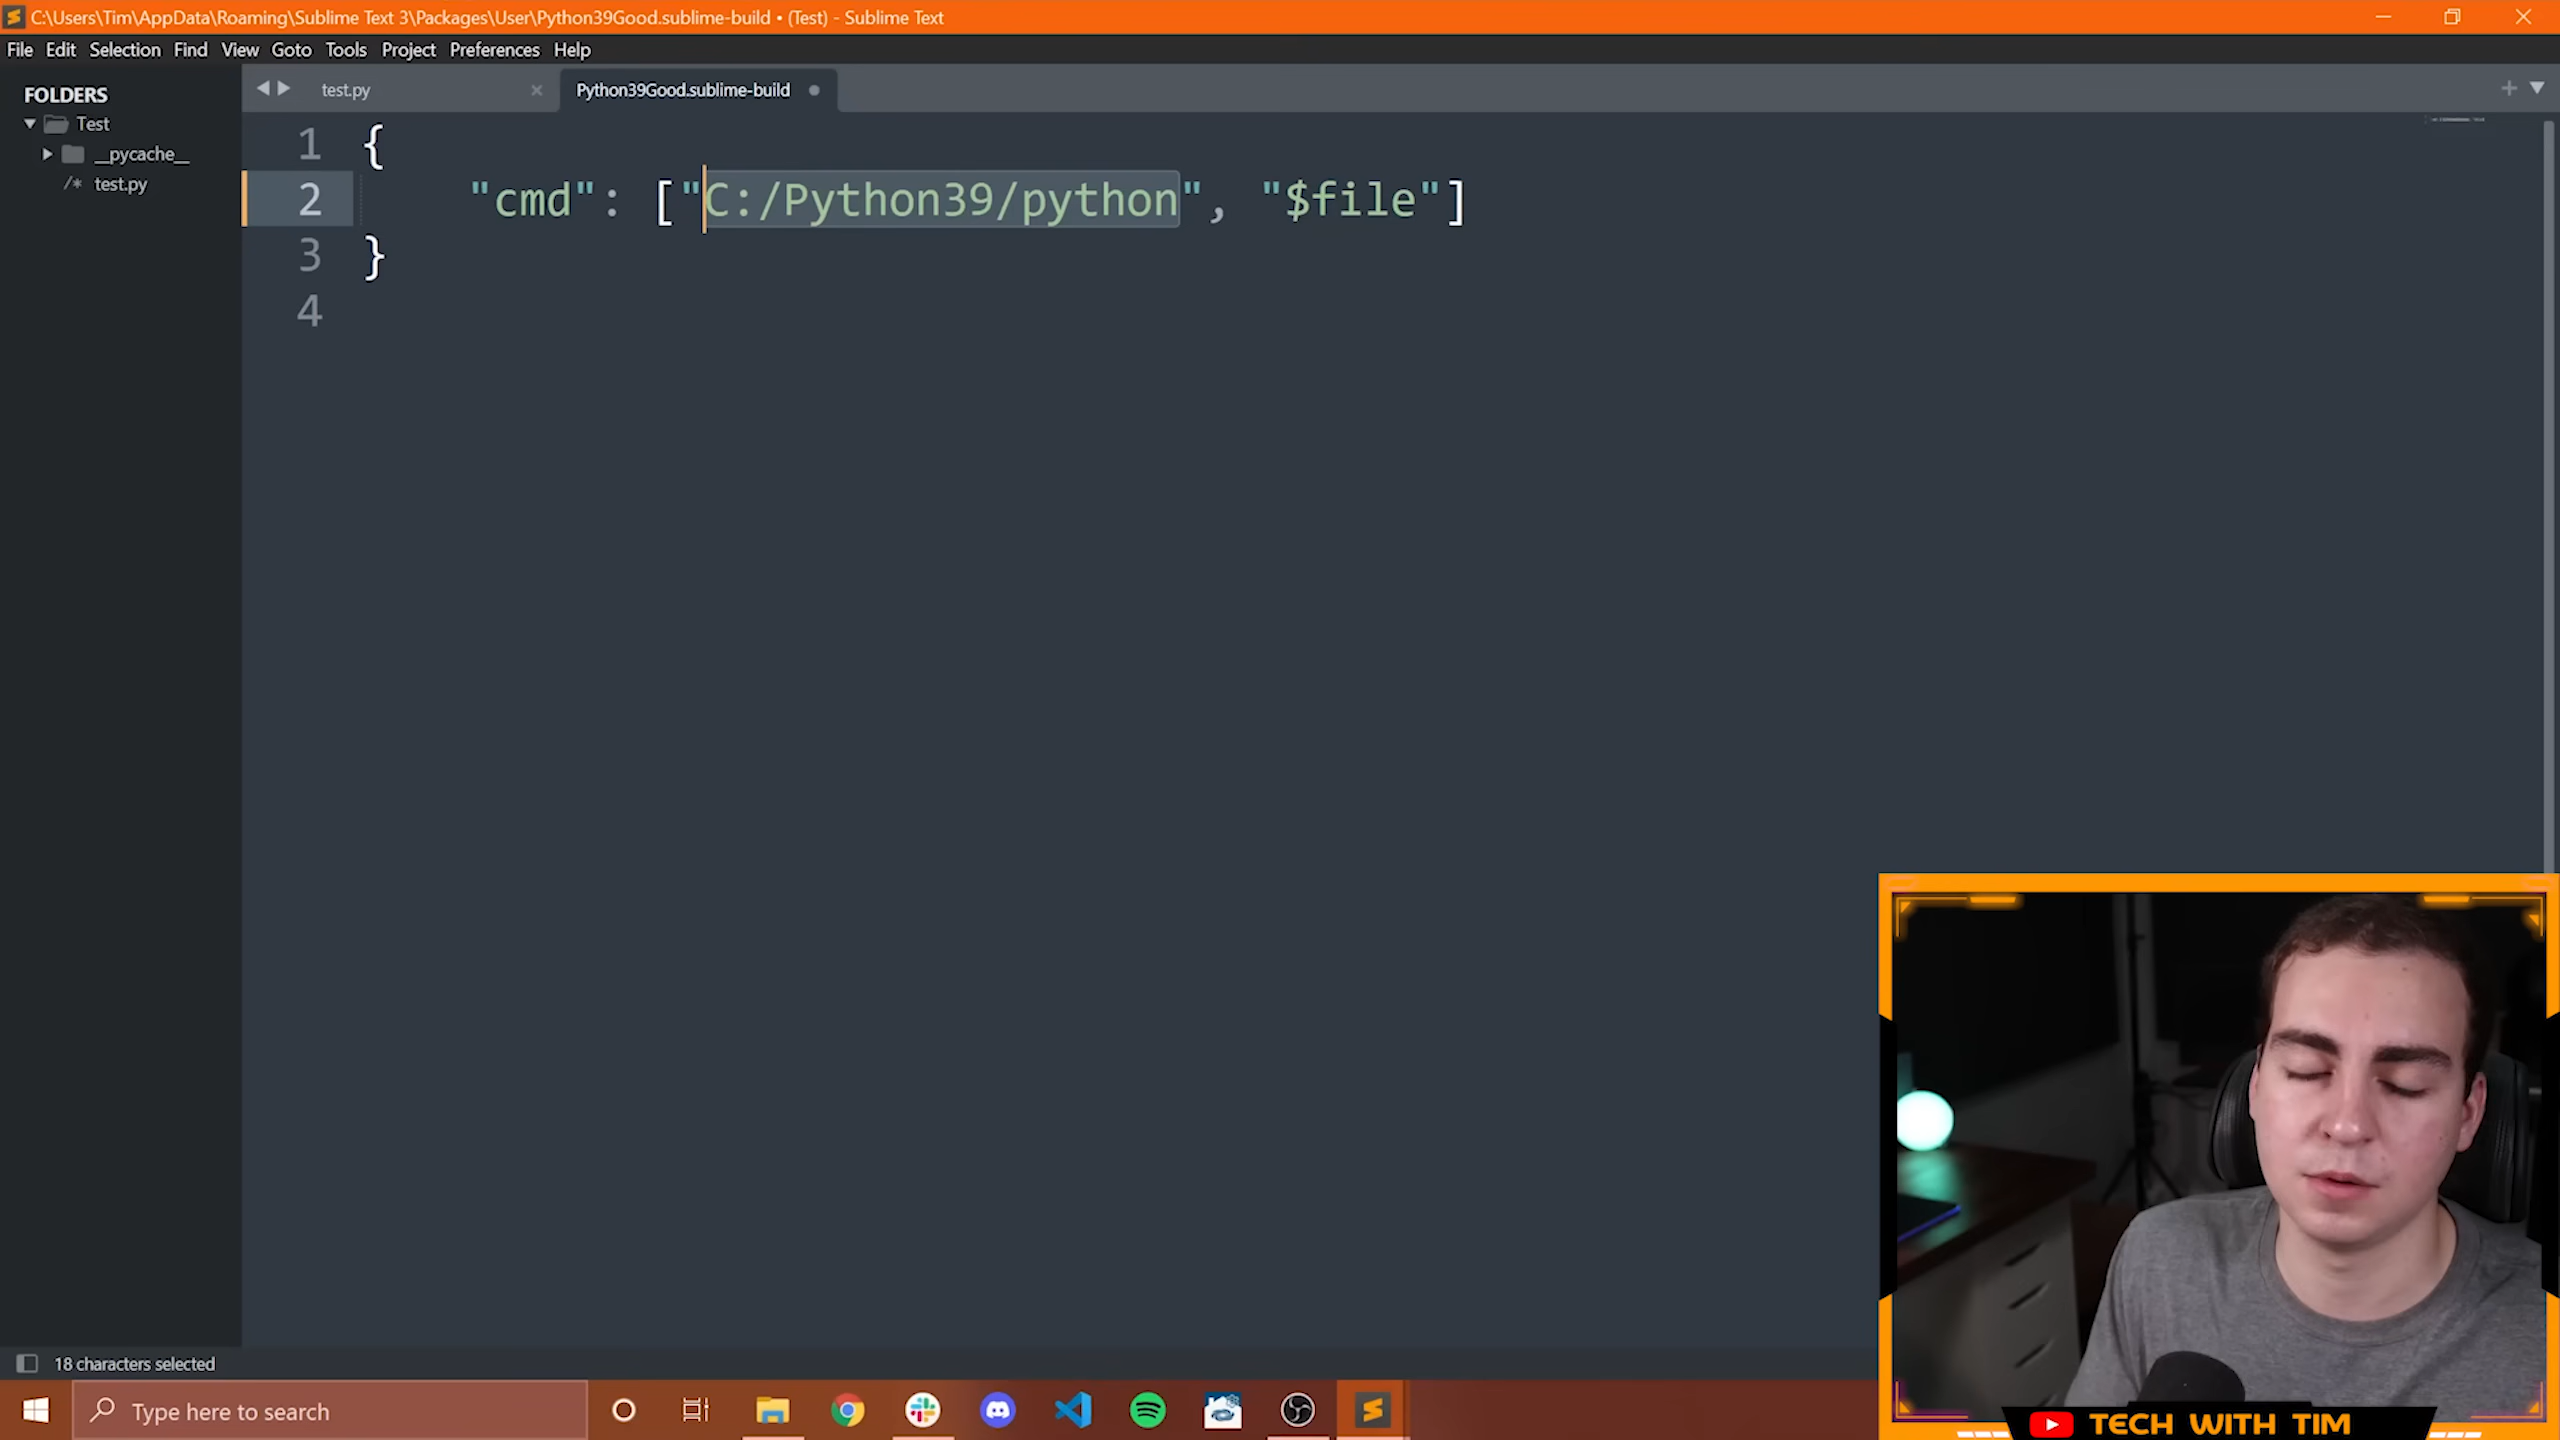 C:\Users\Tim\AppData\Roaming\Sublime Text 3\Packages\User\Python39Good.sublime-build • (Test) - Sublime Text
File Edit Selection Find View Goto Tools Project Preferences Help
FOLDERS
Test
__pycache__
test.py
test.py
Python39Good.sublime-build
1 {
2 "cmd": ["C:/Python39/python", "$file"]
3 }
4
18 characters selected
Type here to search
TECH WITH TIM